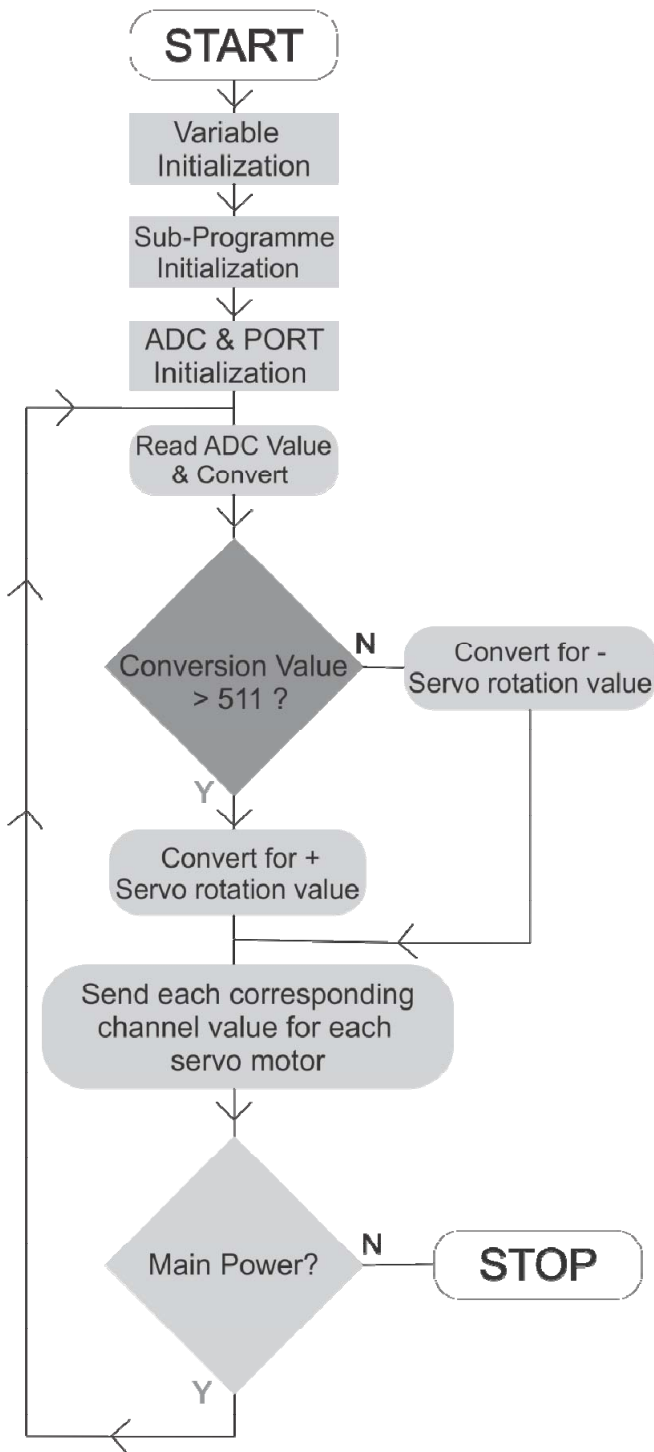 START
Variable
Initialization
Sub-Programme
Initialization
ADC & PORT
Initialization
Read ADC Value
& Convert
Conversion Value
> 511 ?
N
Convert for -
Servo rotation value
Y
Convert for +
Servo rotation value
Send each corresponding
channel value for each
servo motor
Main Power?
N
STOP
Y